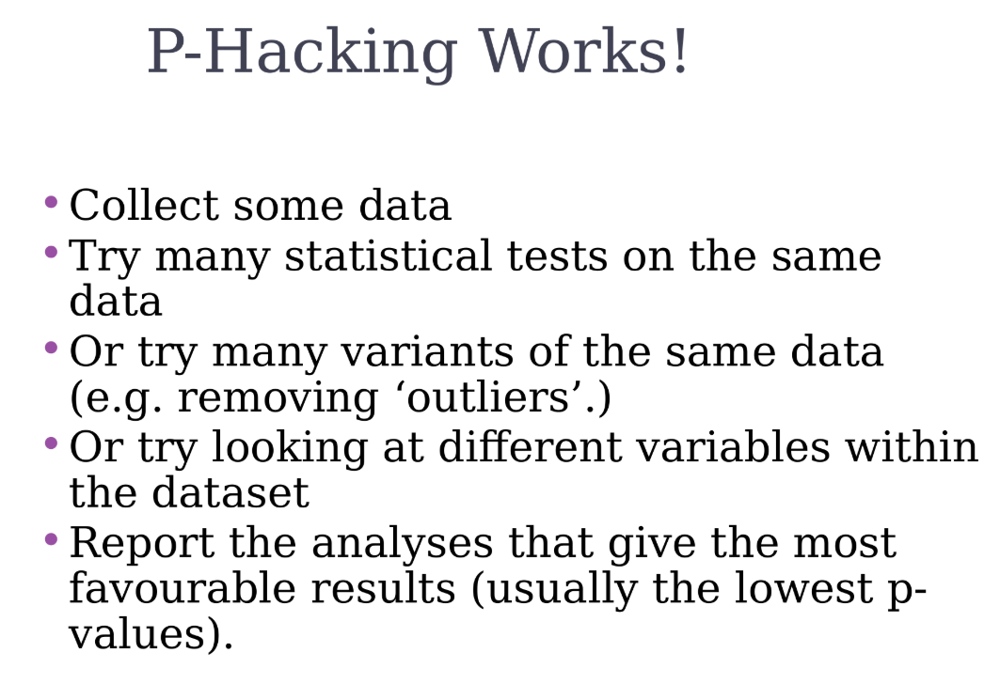 P-Hacking Works!
• Collect some data
• Try many statistical tests on the same
data
• Or try many variants of the same data
(e.g. removing ‘outliers’.)
• Or try looking at different variables within
the dataset
• Report the analyses that give the most
favourable results (usually the lowest p-
values).